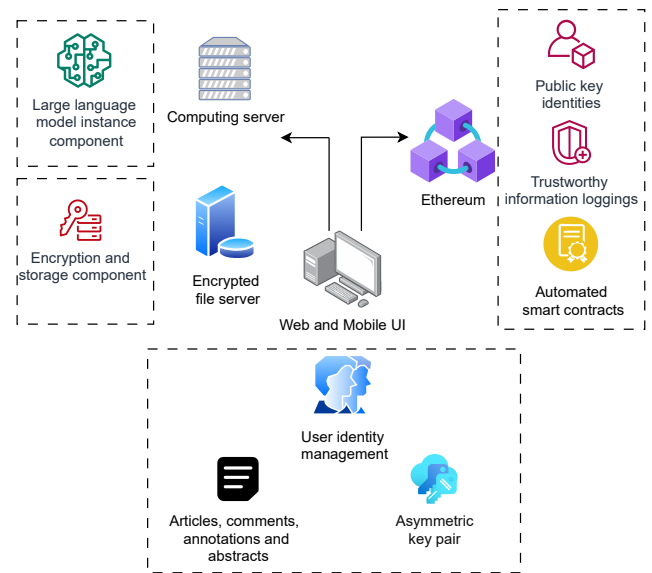 Large language
model instance
component
Computing server
Public key
identities
Trustworthy
information loggings
Ethereum
Encryption and
storage component
Encrypted
file server
Automated
smart contracts
Web and Mobile UI
User identity
management
Articles, comments,
annotations and
abstracts
Asymmetric
key pair